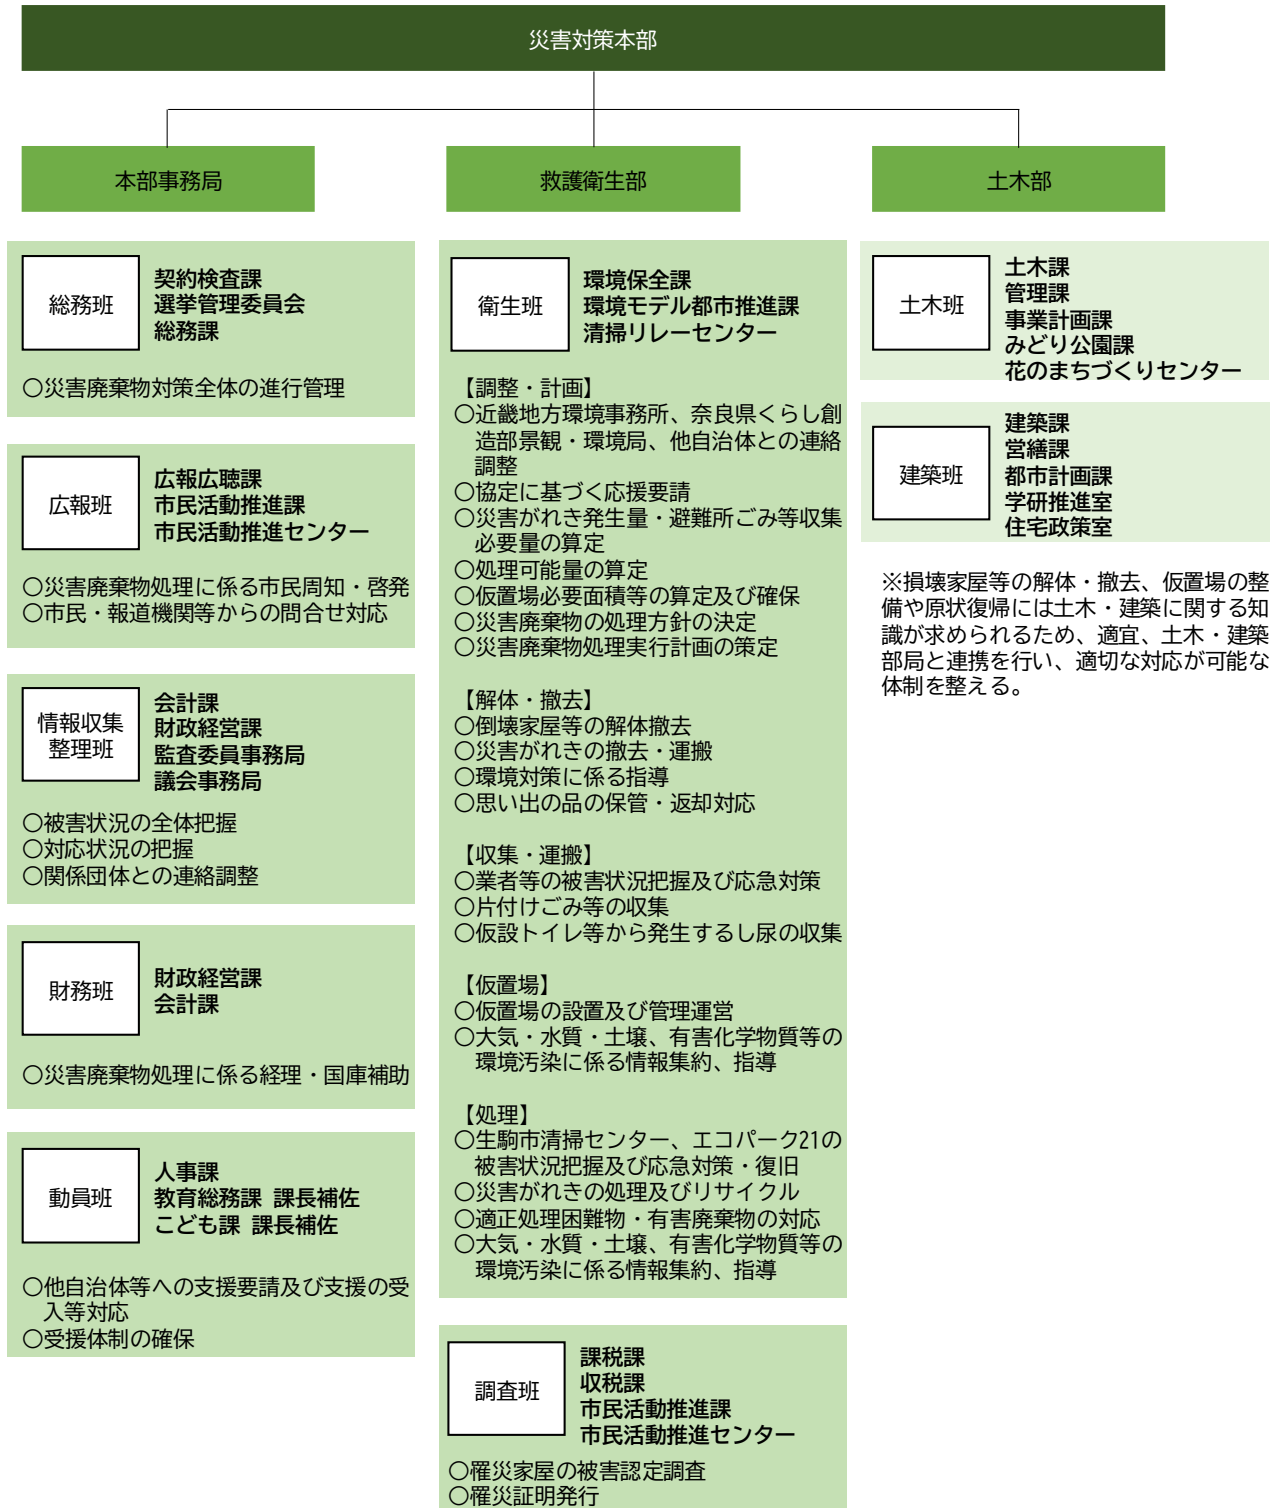 災害対策本部
本部事務局
救護衛生部
土木部
総務班
契約検査課
選挙管理委員会
総務課
○災害廃棄物対策全体の進行管理
広報班
広報広聴課
市民活動推進課
市民活動推進センター
○災害廃棄物処理に係る市民周知・啓発
○市民・報道機関等からの問合せ対応
情報収集
整理班
会計課
財政経営課
監査委員事務局
議会事務局
○被害状況の全体把握
○対応状況の把握
○関係団体との連絡調整
財務班
財政経営課
会計課
○災害廃棄物処理に係る経理・国庫補助
動員班
人事課
教育総務課 課長補佐
こども課 課長補佐
○他自治体等への支援要請及び支援の受
入等対応
○受援体制の確保
衛生班
環境保全課
環境モデル都市推進課
清掃リレーセンター
【調整・計画】
○近畿地方環境事務所、奈良県くらし創
造部景観・環境局、他自治体との連絡
調整
○協定に基づく応援要請
○災害がれき発生量・避難所ごみ等収集
必要量の算定
○処理可能量の算定
○仮置場必要面積等の算定及び確保
○災害廃棄物の処理方針の決定
○災害廃棄物処理実行計画の策定
【解体・撤去】
○倒壊家屋等の解体撤去
○災害がれきの撤去・運搬
○環境対策に係る指導
○思い出の品の保管・返却対応
【収集・運搬】
○業者等の被害状況把握及び応急対策
○片付けごみ等の収集
○仮設トイレ等から発生するし尿の収集
【仮置場】
○仮置場の設置及び管理運営
○大気・水質・土壌、有害化学物質等の
環境汚染に係る情報集約、指導
【処理】
○生駒市清掃センター、エコパーク21の
被害状況把握及び応急対策・復旧
○災害がれきの処理及びリサイクル
○適正処理困難物・有害廃棄物の対応
○大気・水質・土壌、有害化学物質等の
環境汚染に係る情報集約、指導
調査班
課税課
収税課
市民活動推進課
市民活動推進センター
○罹災家屋の被害認定調査
○罹災証明発行
土木班
土木課
管理課
事業計画課
みどり公園課
花のまちづくりセンター
建築班
建築課
営繕課
都市計画課
学研推進室
住宅政策室
※損壊家屋等の解体・撤去、仮置場の整
備や原状復帰には土木・建築に関する知
識が求められるため、適宜、土木・建築
部局と連携を行い、適切な対応が可能な
体制を整える。